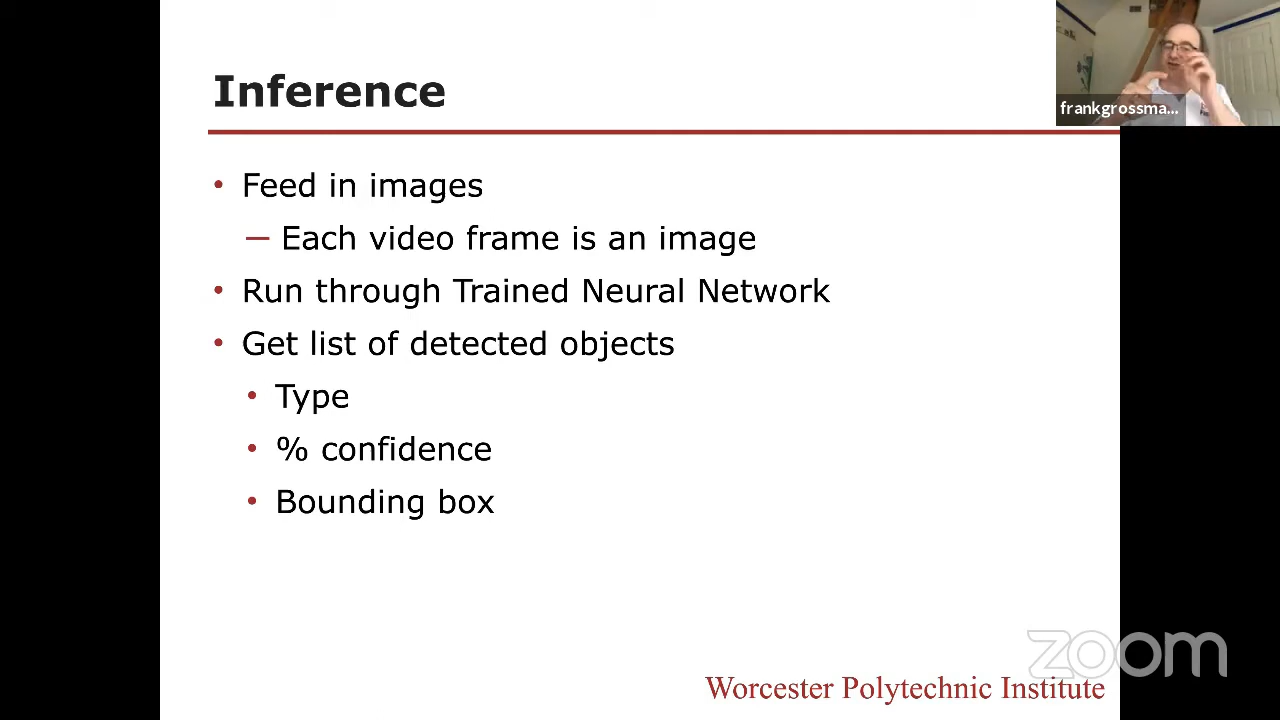 Inference
frankgrossma...
• Feed in images
— Each video frame is an image
• Run through Trained Neural Network
• Get list of detected objects
• Type
• % confidence
• Bounding box
zoom
Worcester Polytechnic Institute